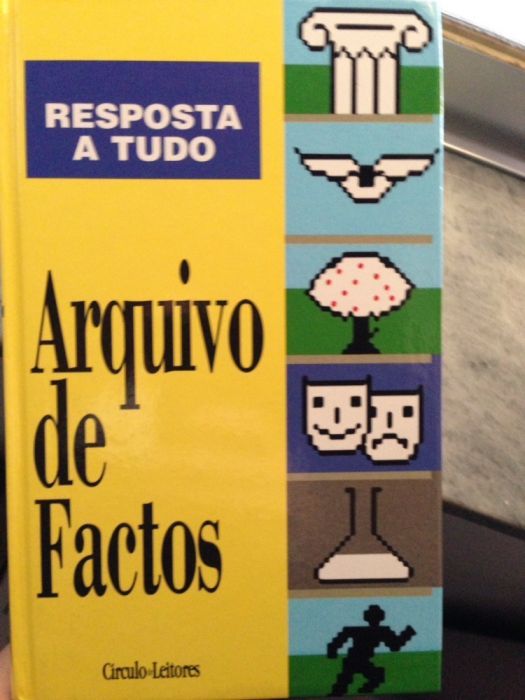 RESPOSTA
A TUDO
Arquivo
de
Factos
Círculo de Leitores